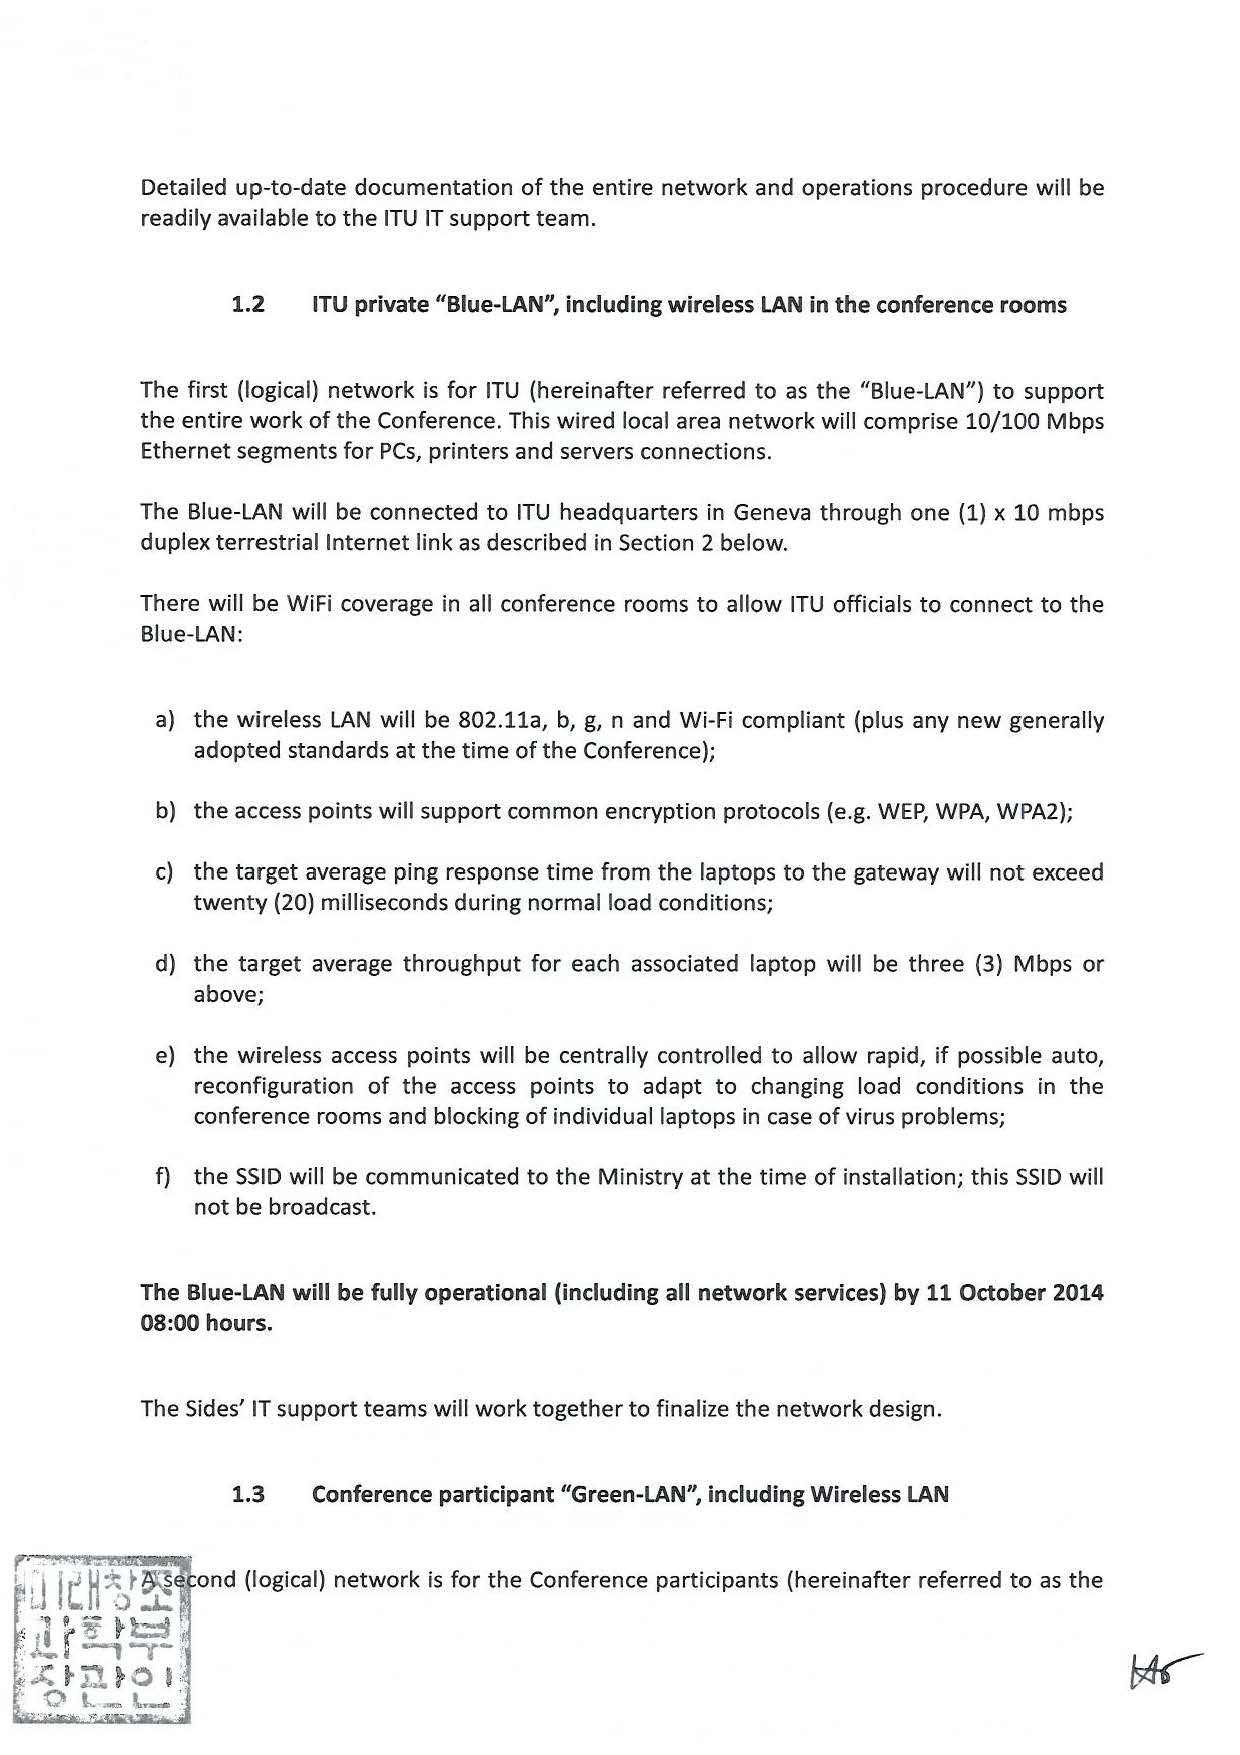 Detailed up-to-date documentation of the entire network and operations procedure will be
readily available to the ITU IT support team.
1.2 ITU private “Blue-LAN”, including wireless LAN in the conference rooms
The first (logical) network is for ITU (hereinafter referred to as the “Blue-LAN”) to support
the entire work of the Conference. This wired local area network will comprise 10/100 Mbps
Ethernet segments for PCs, printers and servers connections.
The Blue-LAN will be connected to ITU headquarters in Geneva through one (1) x 10 mbps
duplex terrestrial Internet link as described in Section 2 below.
There will be WiFi coverage in all conference rooms to allow ITU officials to connect to the
Blue-LAN:
a) the wireless LAN will be 802.11a, b, g, n and Wi-Fi compliant (plus any new generally
adopted standards at the time of the Conference);
b) the access points will support common encryption protocols (e.g. WEP, WPA, WPA2);
c) the target average ping response time from the laptops to the gateway will not exceed
twenty (20) milliseconds during normal load conditions;
d) the target average throughput for each associated laptop will be three (3) Mbps or
above;
e) the wireless access points will be centrally controlled to allow rapid, if possible auto,
reconfiguration of the access points to adapt to changing load conditions in the
conference rooms and blocking of individual laptops in case of virus problems;
f) the SSID will be communicated to the Ministry at the time of installation; this SSID will
not be broadcast.
The Blue-LAN will be fully operational (including all network services) by 11 October 2014
08:00 hours.
The Sides’ IT support teams will work together to finalize the network design.
1.3 Conference participant “Green-LAN”, including Wireless LAN
A second (logical) network is for the Conference participants (hereinafter referred to as the
미래창조
과학부
장관인